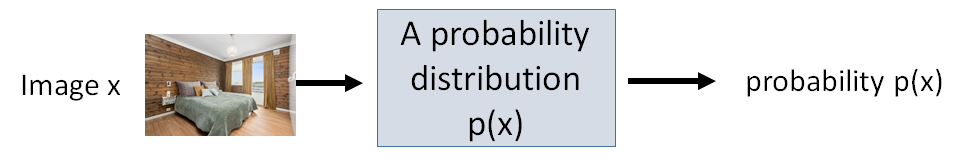 Image x
A probability
distribution
p(x)
probability p(x)